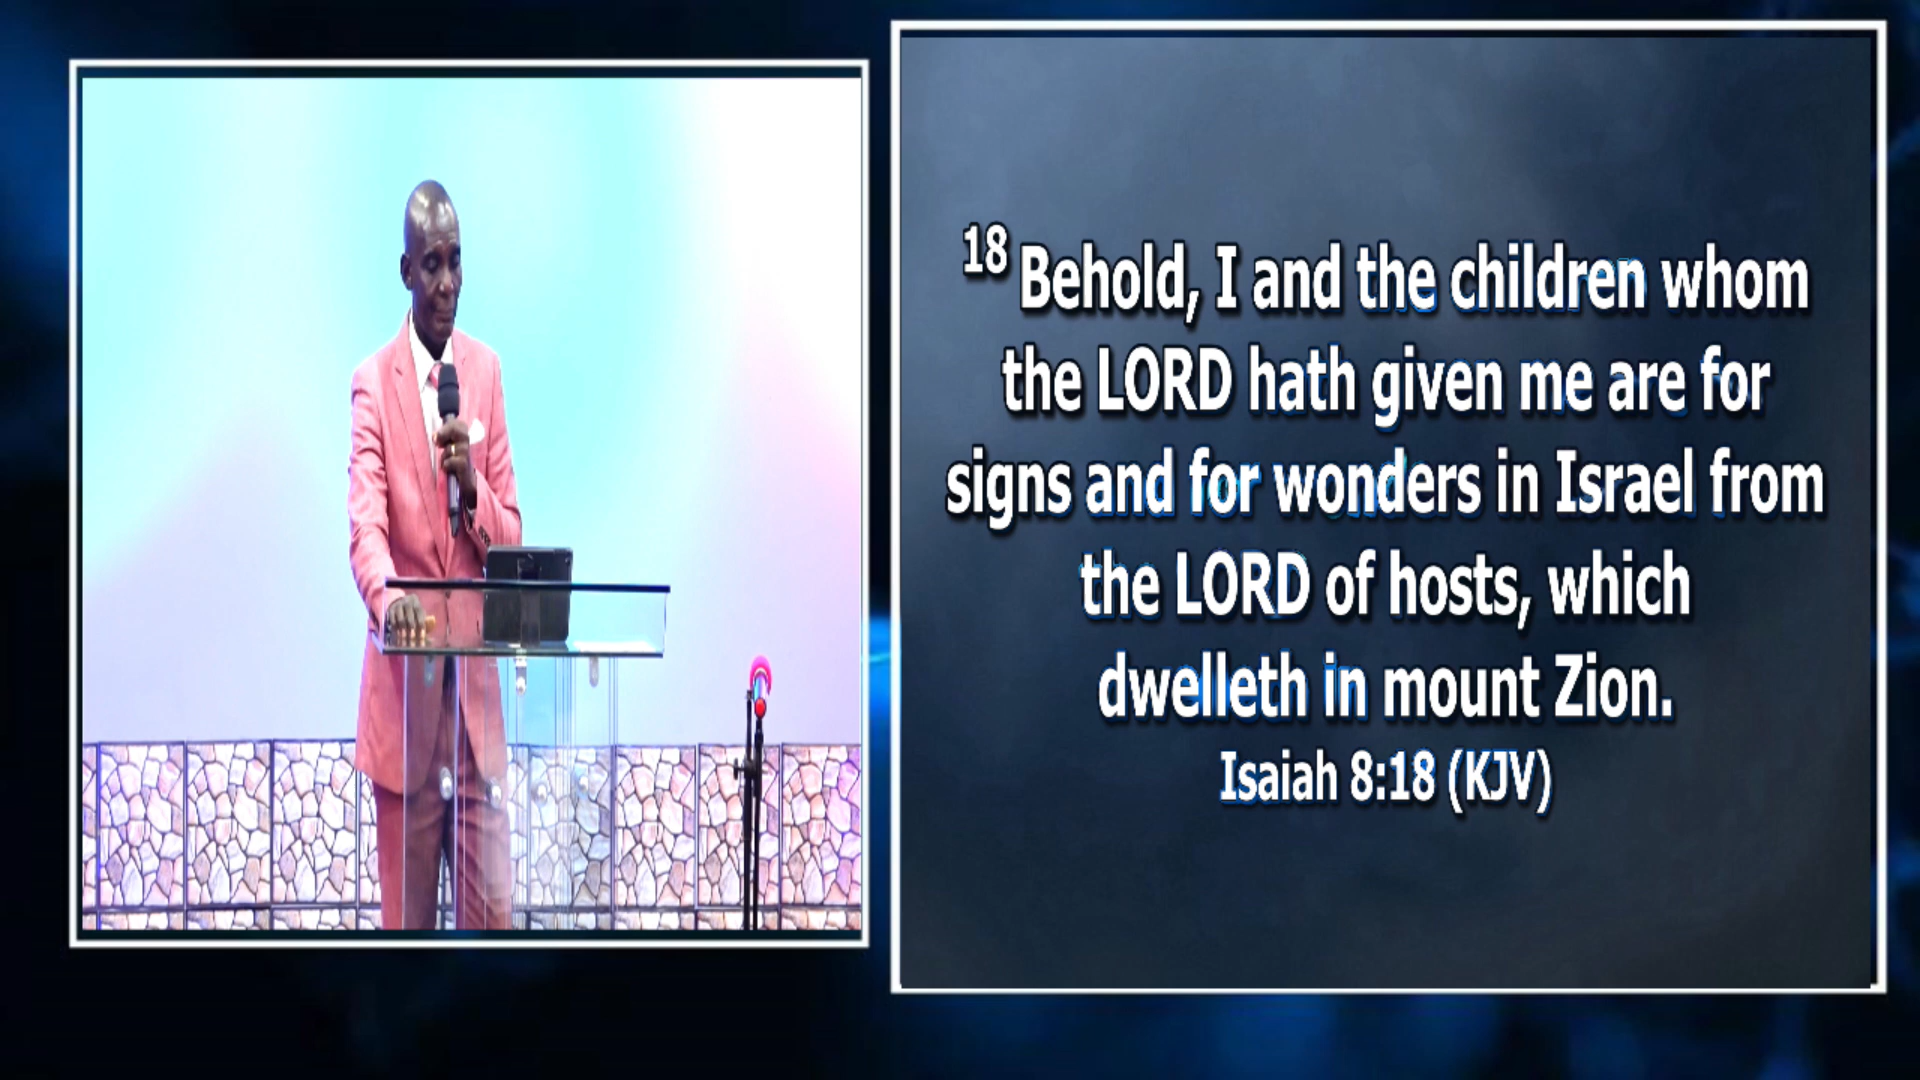 18 Behold, I and the children whom
the LORD hath given me are for
signs and for wonders in Israel from
the LORD of hosts, which
dwelleth in mount Zion.
Isaiah 8:18 (KJV)